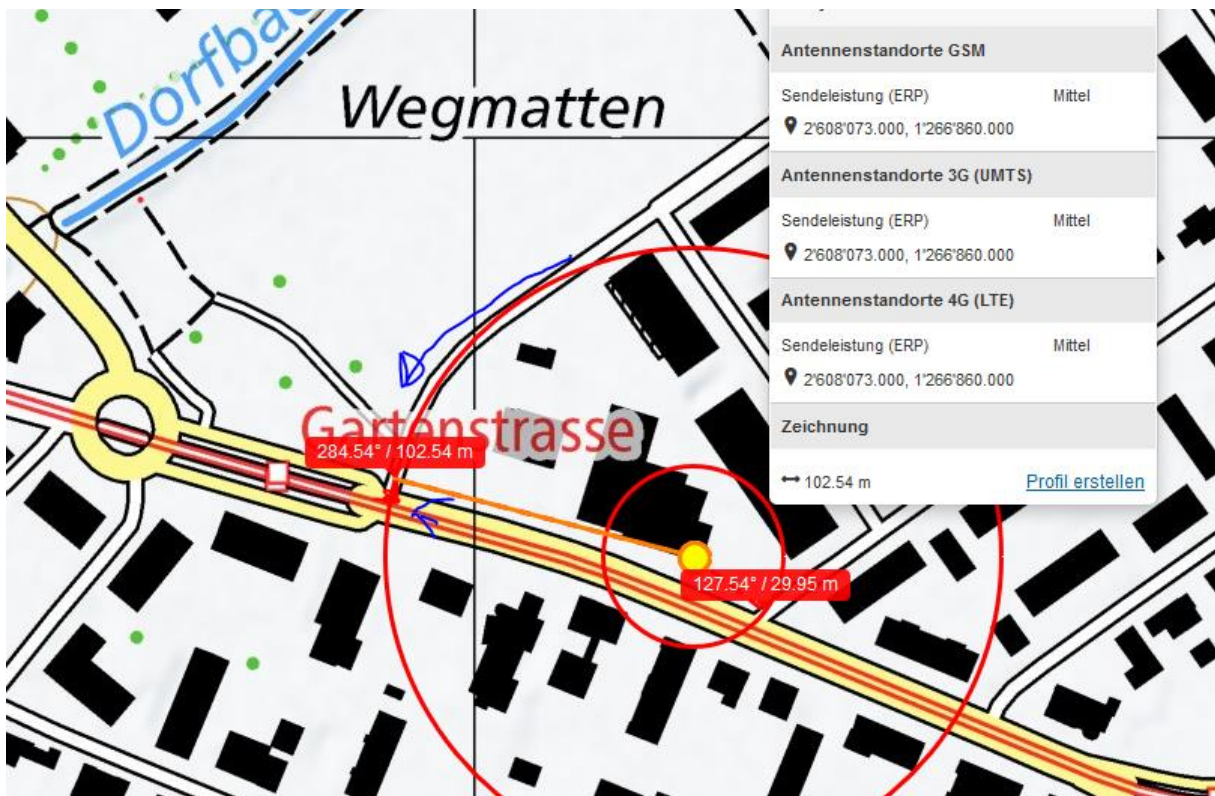 Dorfbac
Wegmatten
Gartenstrasse
284.54° / 102.54 m
127.54° / 29.95 m
Antennenstandorte GSM
Sendeleistung (ERP) Mittel
2'608'073.000, 1'266'860.000
Antennenstandorte 3G (UMTS)
Sendeleistung (ERP) Mittel
2'608'073.000, 1'266'860.000
Antennenstandorte 4G (LTE)
Sendeleistung (ERP) Mittel
2'608'073.000, 1'266'860.000
Zeichnung
102.54 m Profil erstellen